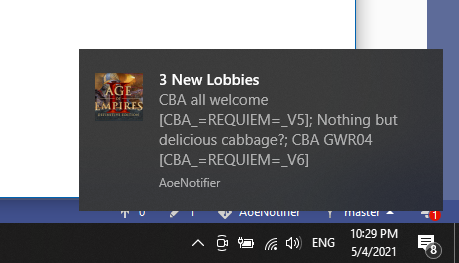 3 New Lobbies
CBA all welcome
[CBA_=REQUIEM=_V5]; Nothing but
delicious cabbage?; CBA GWR04
[CBA_=REQUIEM=_V6]
AoeNotifier
AGE
OF
EMPIRES
DEFINITIVE EDITION
0 1 AoeNotifier master 1
ENG 10:29 PM
5/4/2021 8